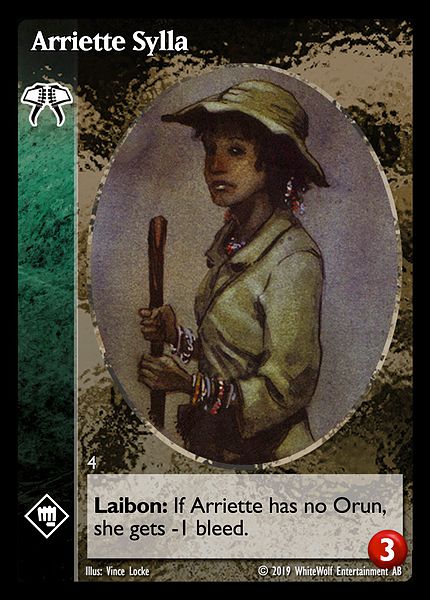 Arriette Sylla
4
Laibon: If Arriette has no Orun,
she gets -1 bleed.
3
Illus: Vince Locke © 2019 WhiteWolf Entertainment AB